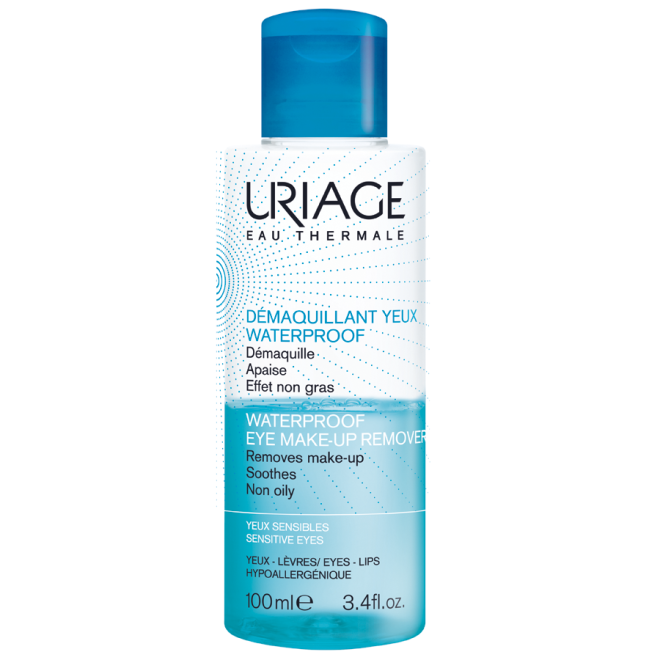 URIAGE
EAU THERMALE
DÉMAQUILLANT YEUX
WATERPROOF
Démaquille
Apaise
Effet non gras
WATERPROOF
EYE MAKE-UP REMOVER
Removes make-up
Soothes
Non oily
YEUX SENSIBLES
SENSITIVE EYES
YEUX - LÈVRES/ EYES - LIPS
HYPOALLERGÉNIQUE
100ml℮ 3.4fl.oz.